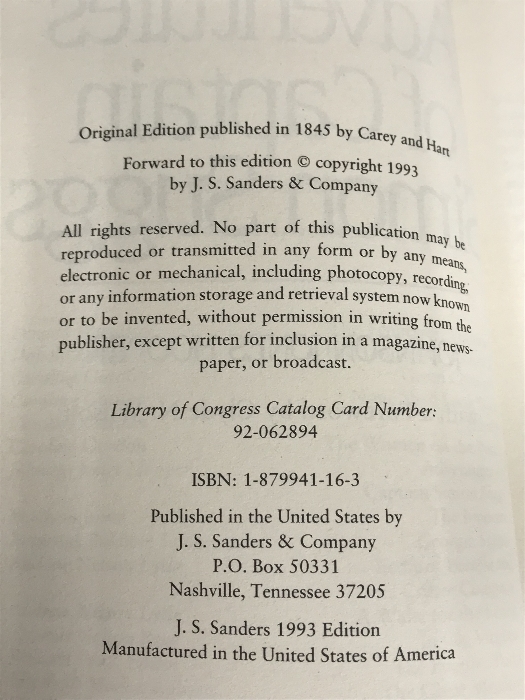 Original Edition published in 1845 by Carey and Hart
Forward to this edition © copyright 1993
by J. S. Sanders & Company
All rights reserved. No part of this publication may be
reproduced or transmitted in any form or by any means,
electronic or mechanical, including photocopy, recording,
or any information storage and retrieval system now known
or to be invented, without permission in writing from the
publisher, except written for inclusion in a magazine, news-
paper, or broadcast.
Library of Congress Catalog Card Number:
92-062894
ISBN: 1-879941-16-3
Published in the United States by
J. S. Sanders & Company
P.O. Box 50331
Nashville, Tennessee 37205
J. S. Sanders 1993 Edition
Manufactured in the United States of America